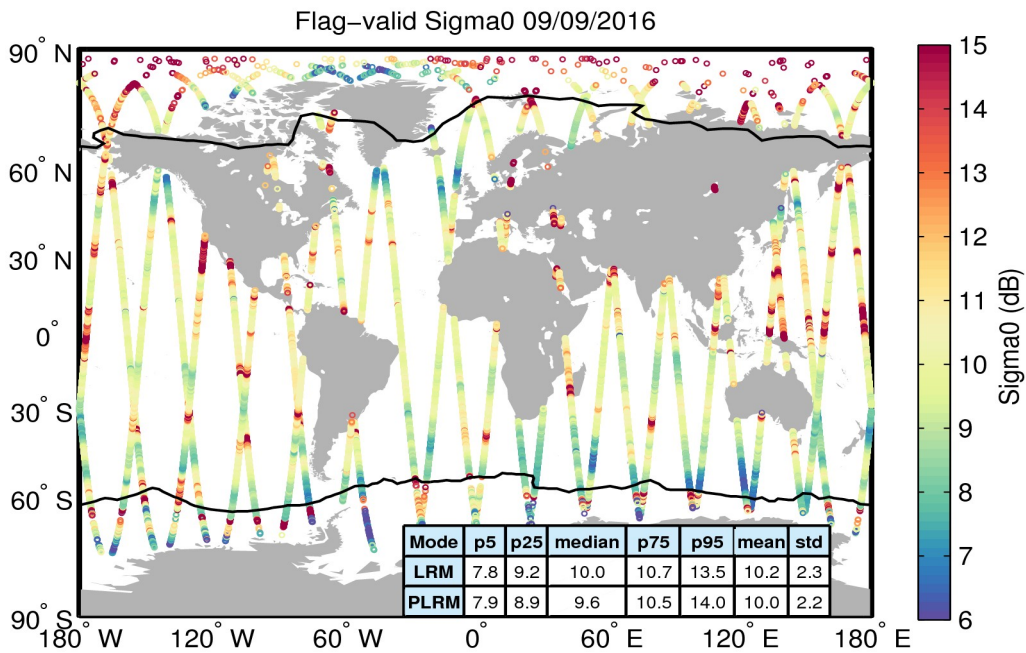 Flag−valid Sigma0 09/09/2016
90° N
60° N
30° N
0°
30° S
60° S
90° S
180° W
120° W
60° W
0°
60° E
120° E
180° E
15
14
13
12
11
10
9
8
7
6
Sigma0 (dB)
Mode p5 p25 median p75 p95 mean std
LRM 7.8 9.2 10.0 10.7 13.5 10.2 2.3
PLRM 7.9 8.9 9.6 10.5 14.0 10.0 2.2